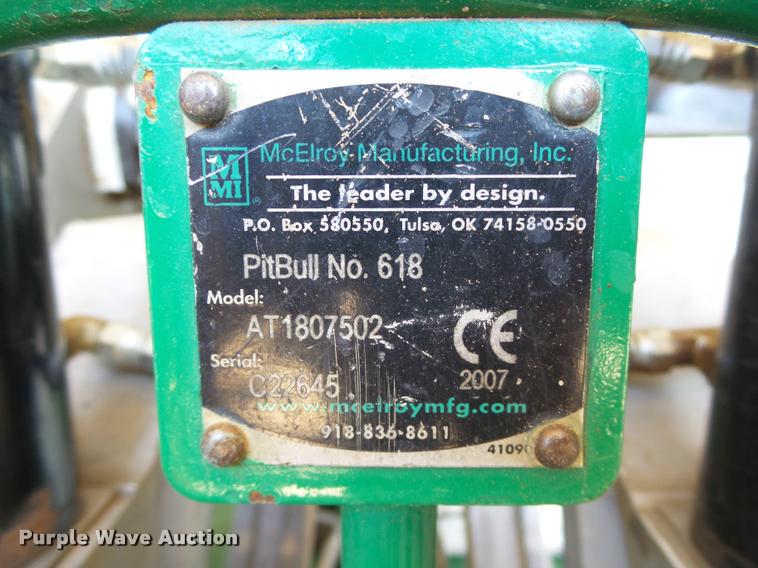 M
MI
®
McElroy Manufacturing, Inc.
The leader by design.
P.O. Box 580550, Tulsa, OK 74158-0550
PitBull No. 618
Model:
AT1807502
CE
Serial:
C22645
2007
www.mcelroymfg.com
918-836-8611
Purple Wave Auction